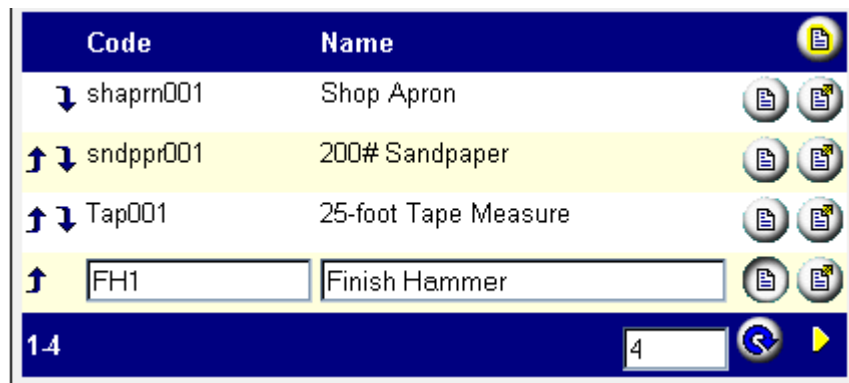 Code Name
shaprn001 Shop Apron
sndppr001 200# Sandpaper
Tap001 25-foot Tape Measure
FH1 Finish Hammer
1-4 4